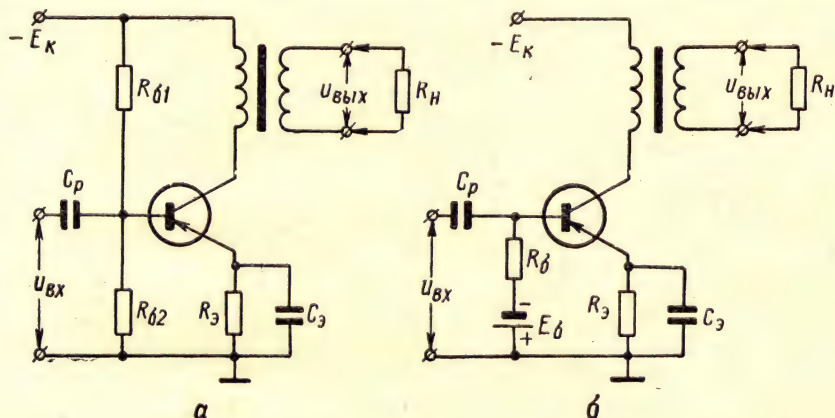 - Eк
Rб1
Cр
uвх
Rб2
Rэ
Cэ
uвых
Rн
а
- Eк
Cр
uвх
Rб
-
Eб
+
Rэ
Cэ
uвых
Rн
б